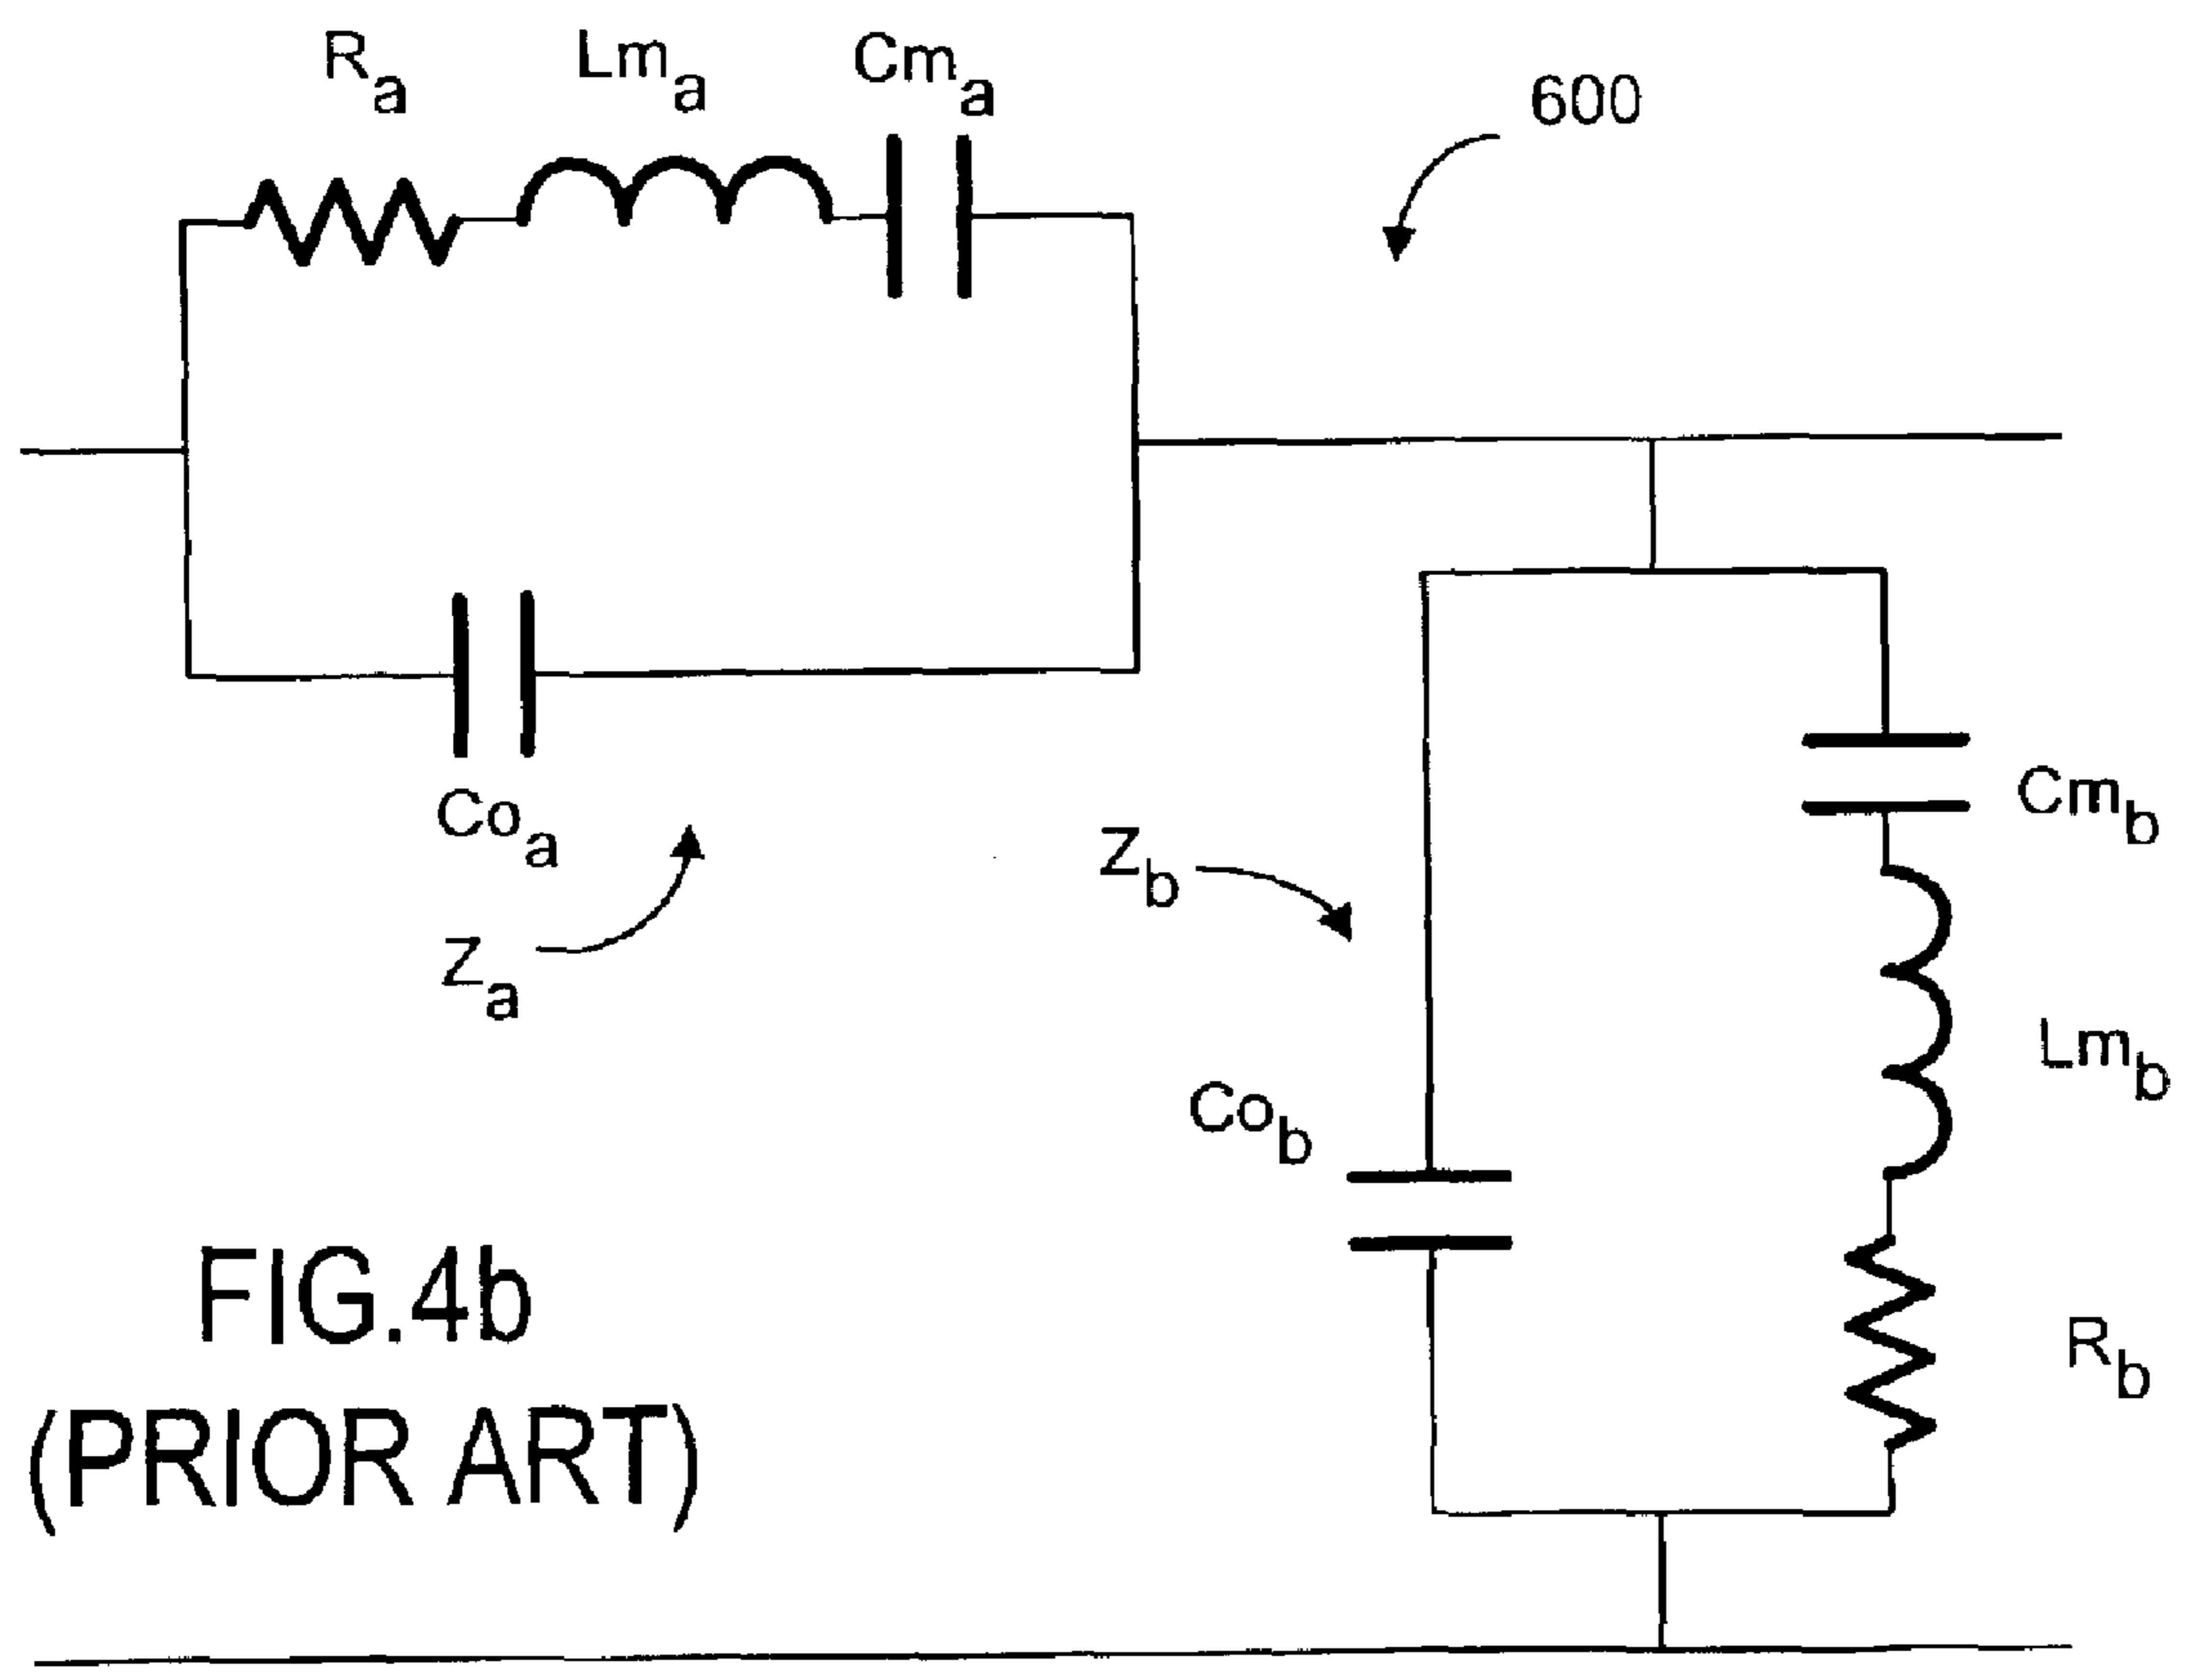 Ra
Lma
Cma
600
Coa
Za
Zb
Cmb
Lmb
Cob
Rb
FIG.4b
(PRIOR ART)